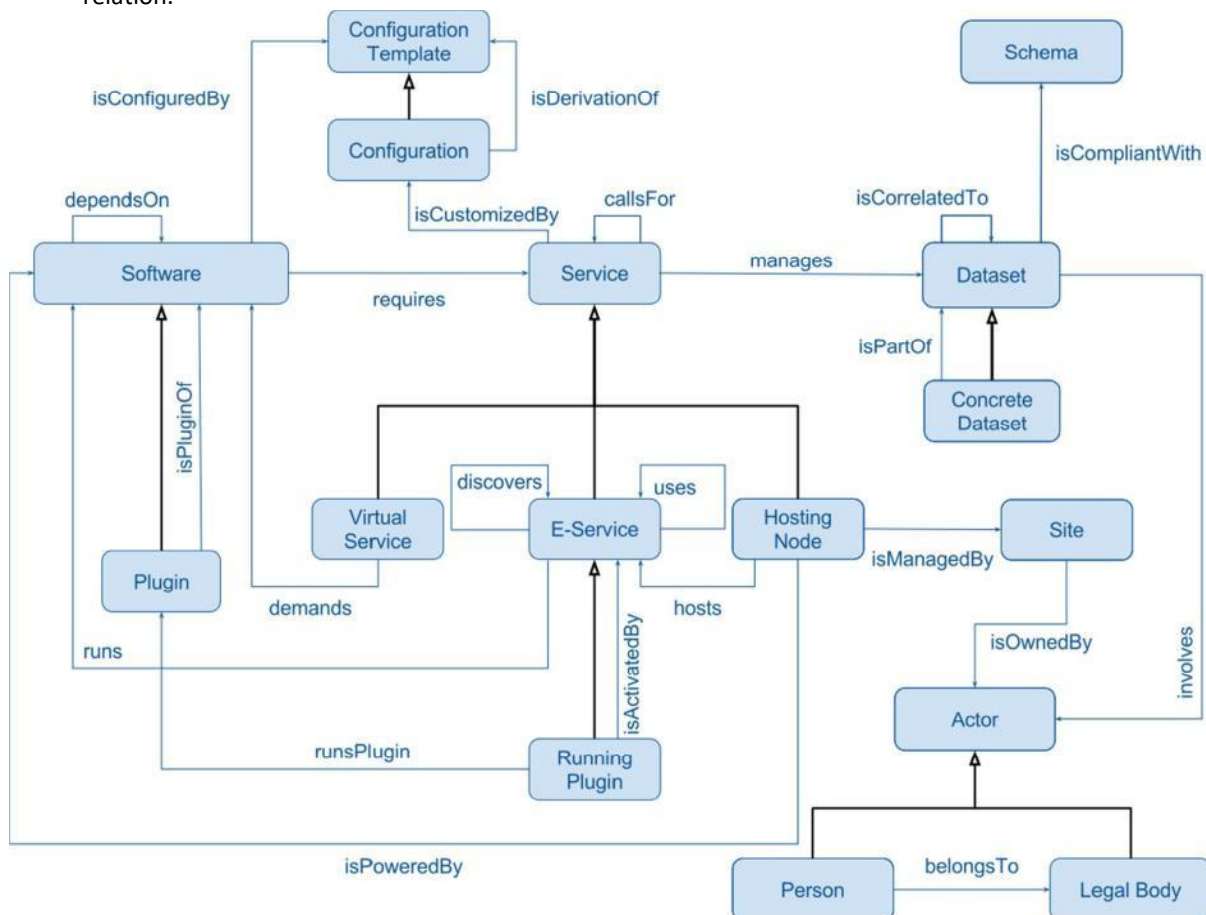 relation.
Configuration
Template
Schema
isConfiguredBy
isDerivationOf
Configuration
isCompliantWith
dependsOn
isCustomizedBy
callsFor
isCorrelatedTo
Software
requires
Service
manages
Dataset
isPartOf
Concrete
Dataset
isPluginOf
discovers
uses
Virtual
Service
E-Service
Hosting
Node
isManagedBy
Site
Plugin
demands
hosts
isOwnedBy
runs
isActivatedBy
involves
Actor
runsPlugin
Running
Plugin
isPoweredBy
belongsTo
Person
Legal Body